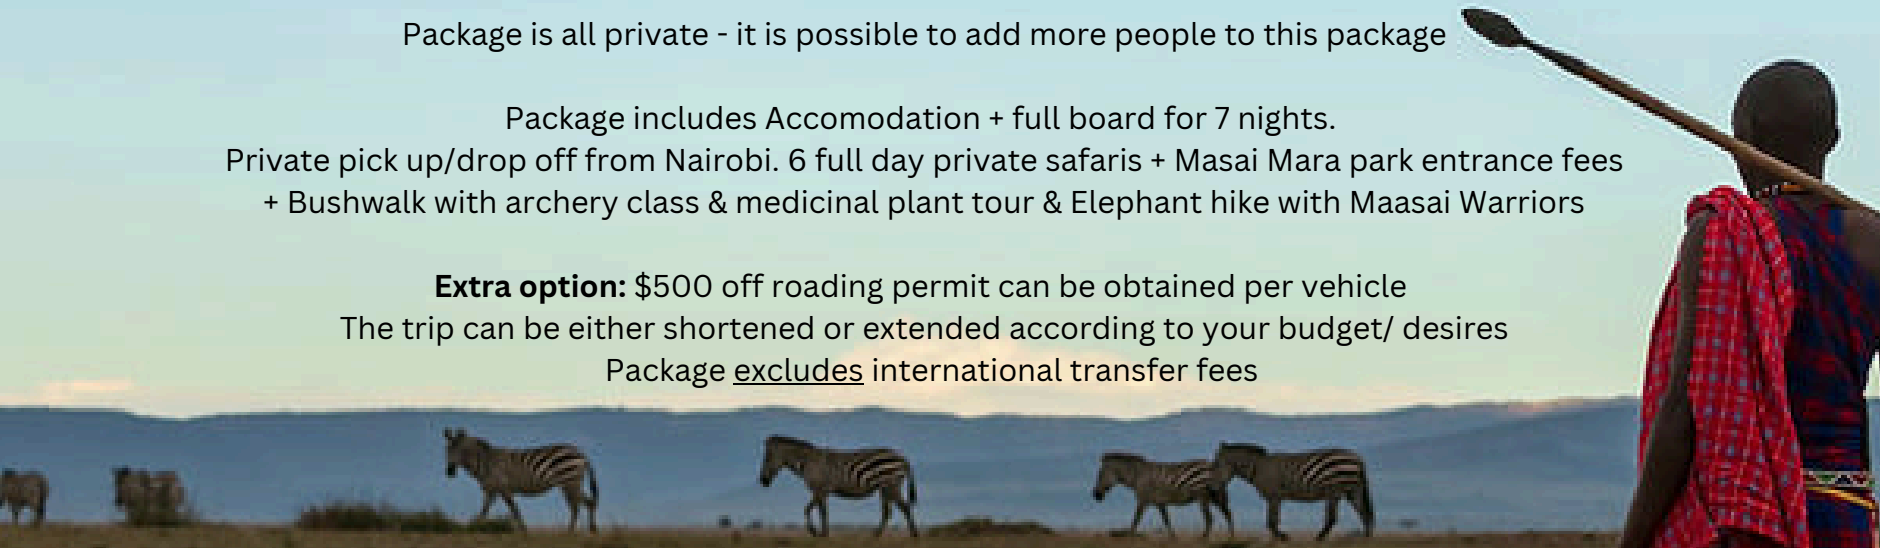 Package is all private - it is possible to add more people to this package
Package includes Accomodation + full board for 7 nights.
Private pick up/drop off from Nairobi. 6 full day private safaris + Masai Mara park entrance fees
+ Bushwalk with archery class & medicinal plant tour & Elephant hike with Maasai Warriors
Extra option: $500 off roading permit can be obtained per vehicle
The trip can be either shortened or extended according to your budget/ desires
Package excludes international transfer fees